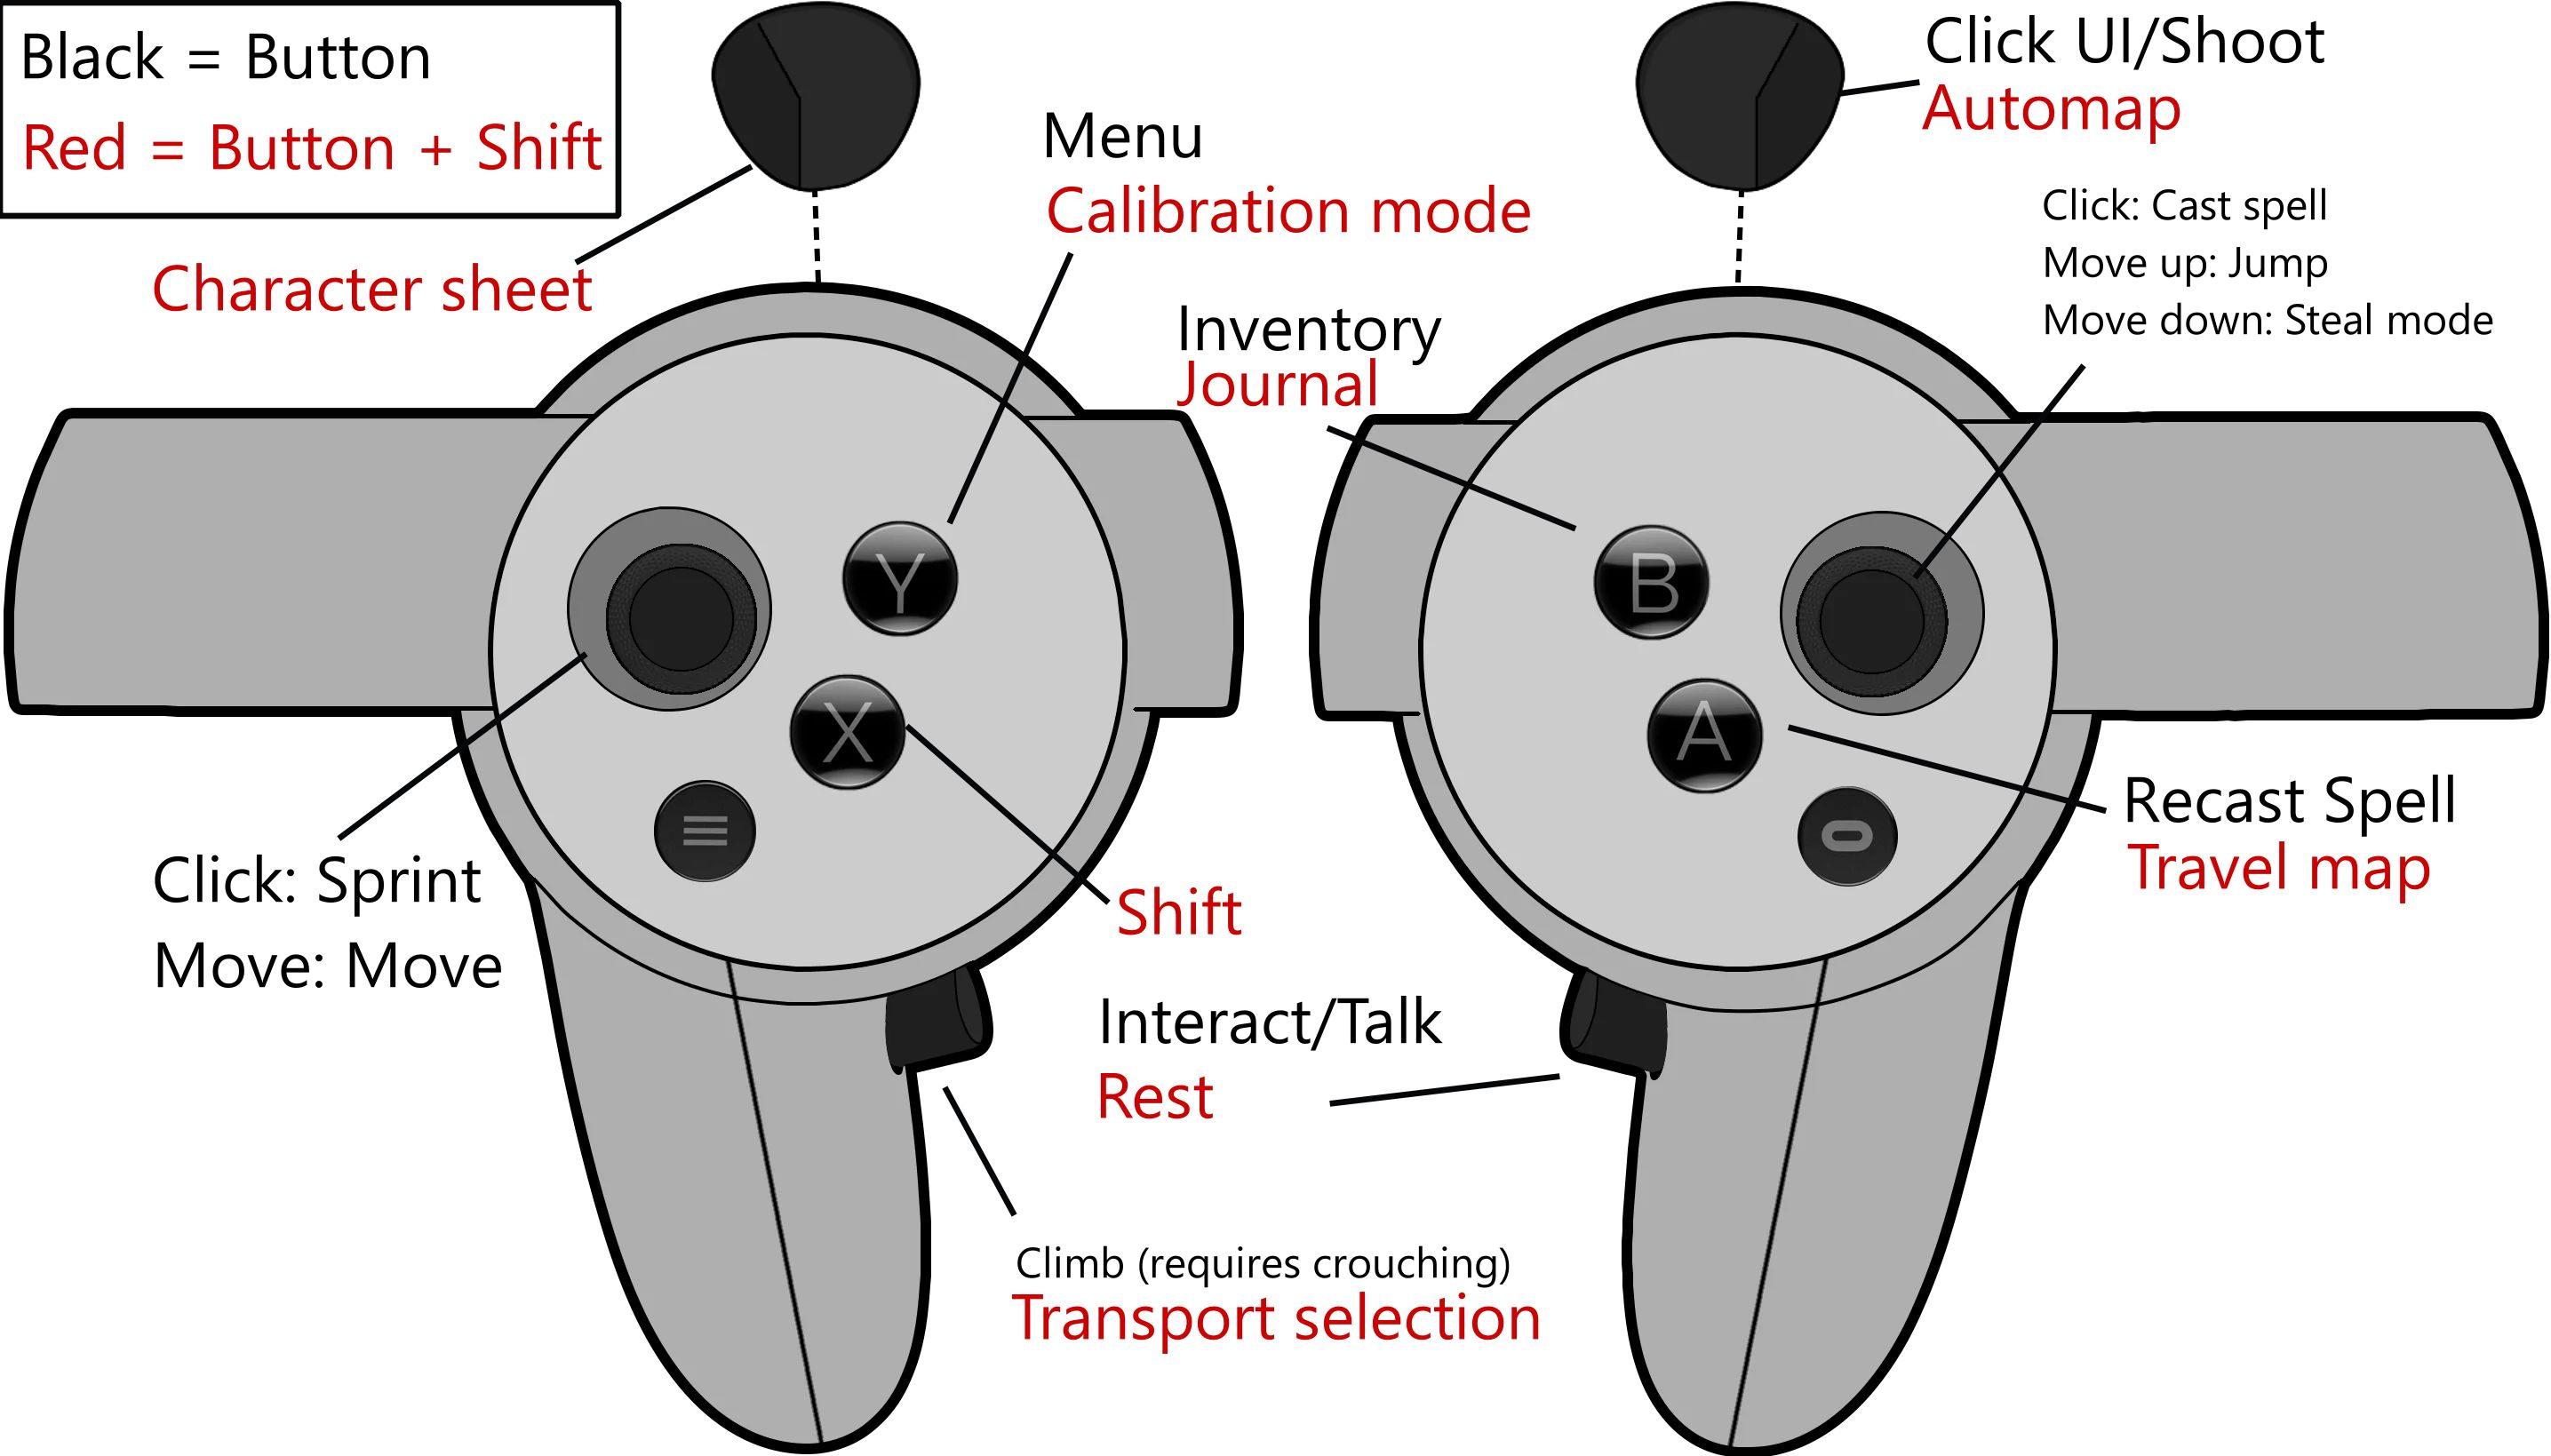 Black = Button
Red = Button + Shift
Character sheet
Menu
Calibration mode
Click UI/Shoot
Automap
Click: Cast spell
Move up: Jump
Move down: Steal mode
Inventory
Journal
Y
X
B
A
Click: Sprint
Move: Move
Shift
Recast Spell
Travel map
Interact/Talk
Rest
Climb (requires crouching)
Transport selection